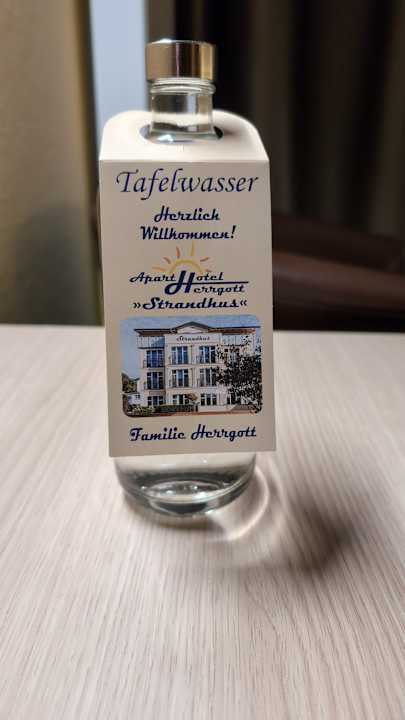 Tafelwasser
Herzlich
Willkommen!
Apart Hotel
Herrgott
»Strandhus«
Strandhus
Familie Herrgott